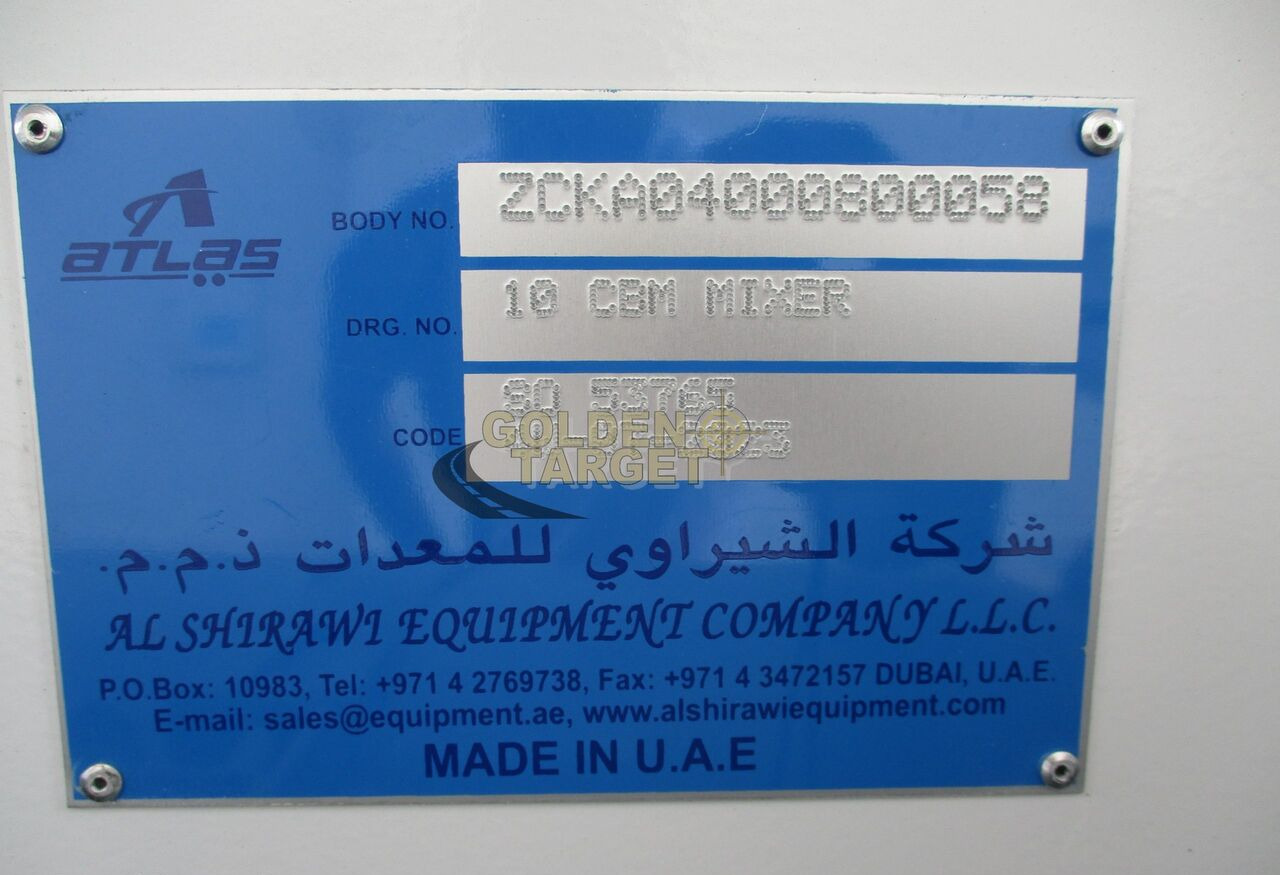 ATLAS
BODY NO. ZCKA04000800058
DRG. NO. 10 CBM MIXER
CODE
GOLDEN
TARGET
شركة الشيراوي للمعدات ذ.م.م.
AL SHIRAWI EQUIPMENT COMPANY L.L.C.
P.O.Box: 10983, Tel: +971 4 2769738, Fax: +971 4 3472157 DUBAI, U.A.E.
E-mail: sales@equipment.ae, www.alshirawiequipment.com
MADE IN U.A.E